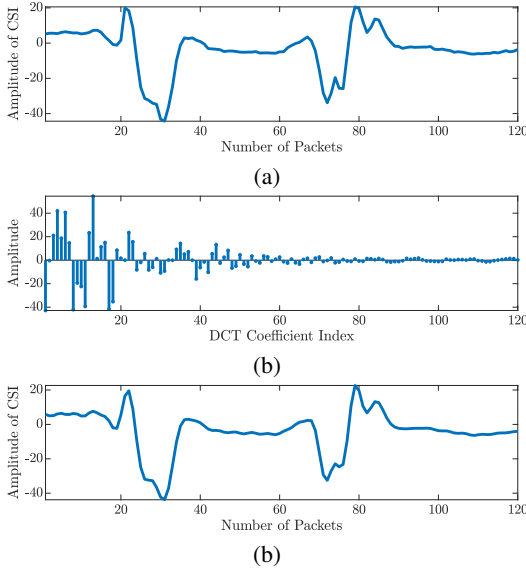 Amplitude of CSI
20
0
-20
-40
20 40 60 80 100 120
Number of Packets
(a)
Amplitude
40
20
0
-20
-40
20 40 60 80 100 120
DCT Coefficient Index
(b)
Amplitude of CSI
20
0
-20
-40
20 40 60 80 100 120
Number of Packets
(b)